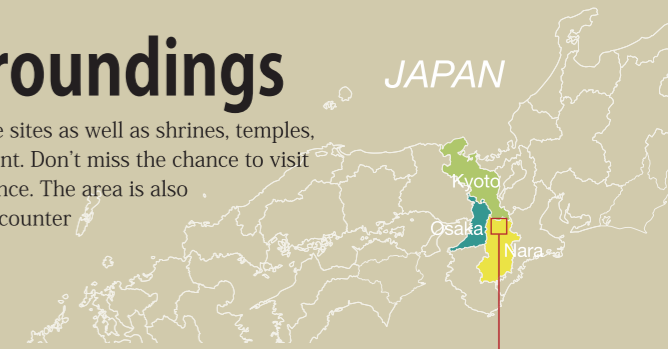 roundings
JAPAN
e sites as well as shrines, temples,
nt. Don’t miss the chance to visit
nce. The area is also
counter
Kyoto
Osaka
Nara